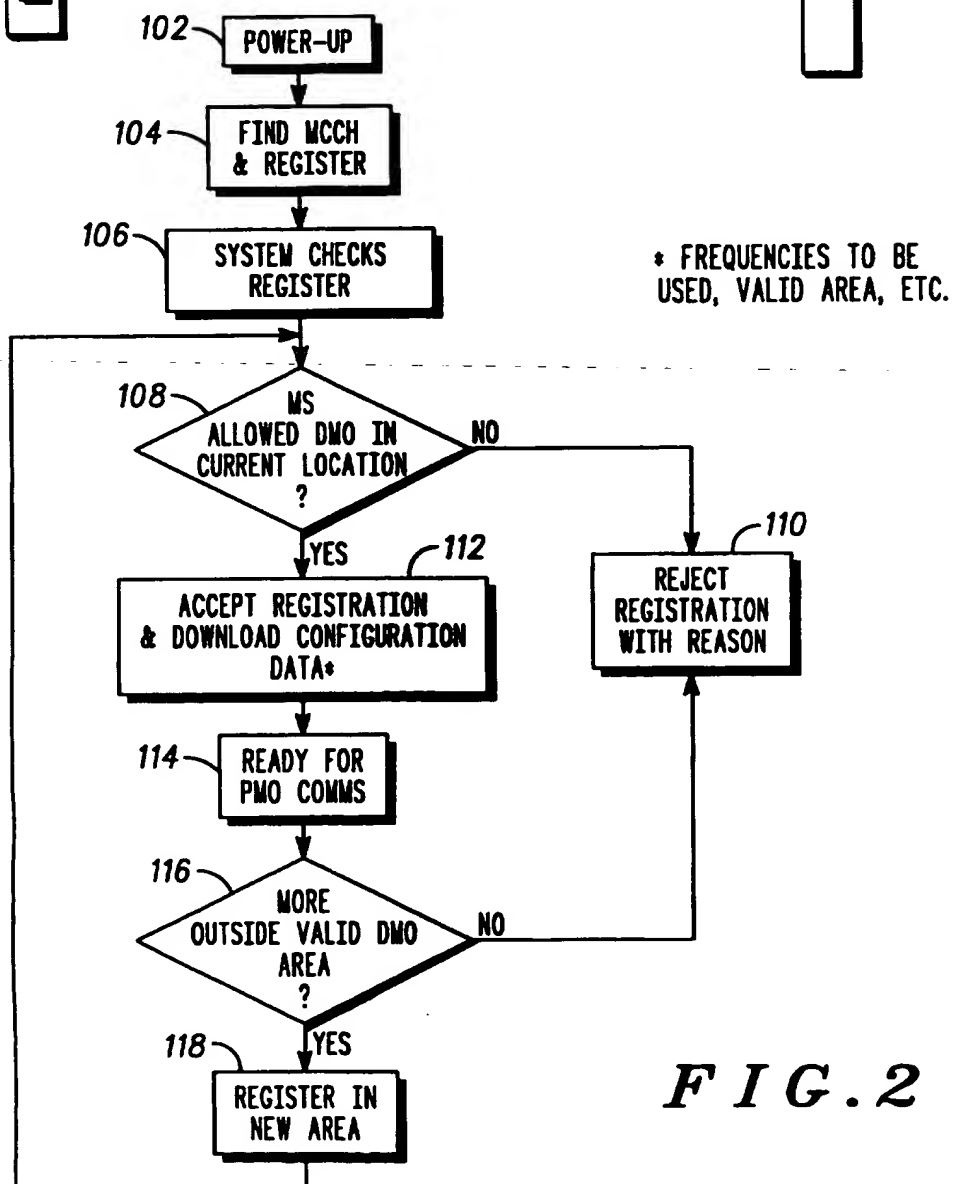 102
POWER-UP
104
FIND MCCH
& REGISTER
106
SYSTEM CHECKS
REGISTER
* FREQUENCIES TO BE
USED, VALID AREA, ETC.
108
MS
ALLOWED DMO IN
CURRENT LOCATION
?
NO
YES
110
REJECT
REGISTRATION
WITH REASON
112
ACCEPT REGISTRATION
& DOWNLOAD CONFIGURATION
DATA*
114
READY FOR
PMO COMMS
116
MORE
OUTSIDE VALID DMO
AREA
?
NO
YES
118
REGISTER IN
NEW AREA
FIG.2